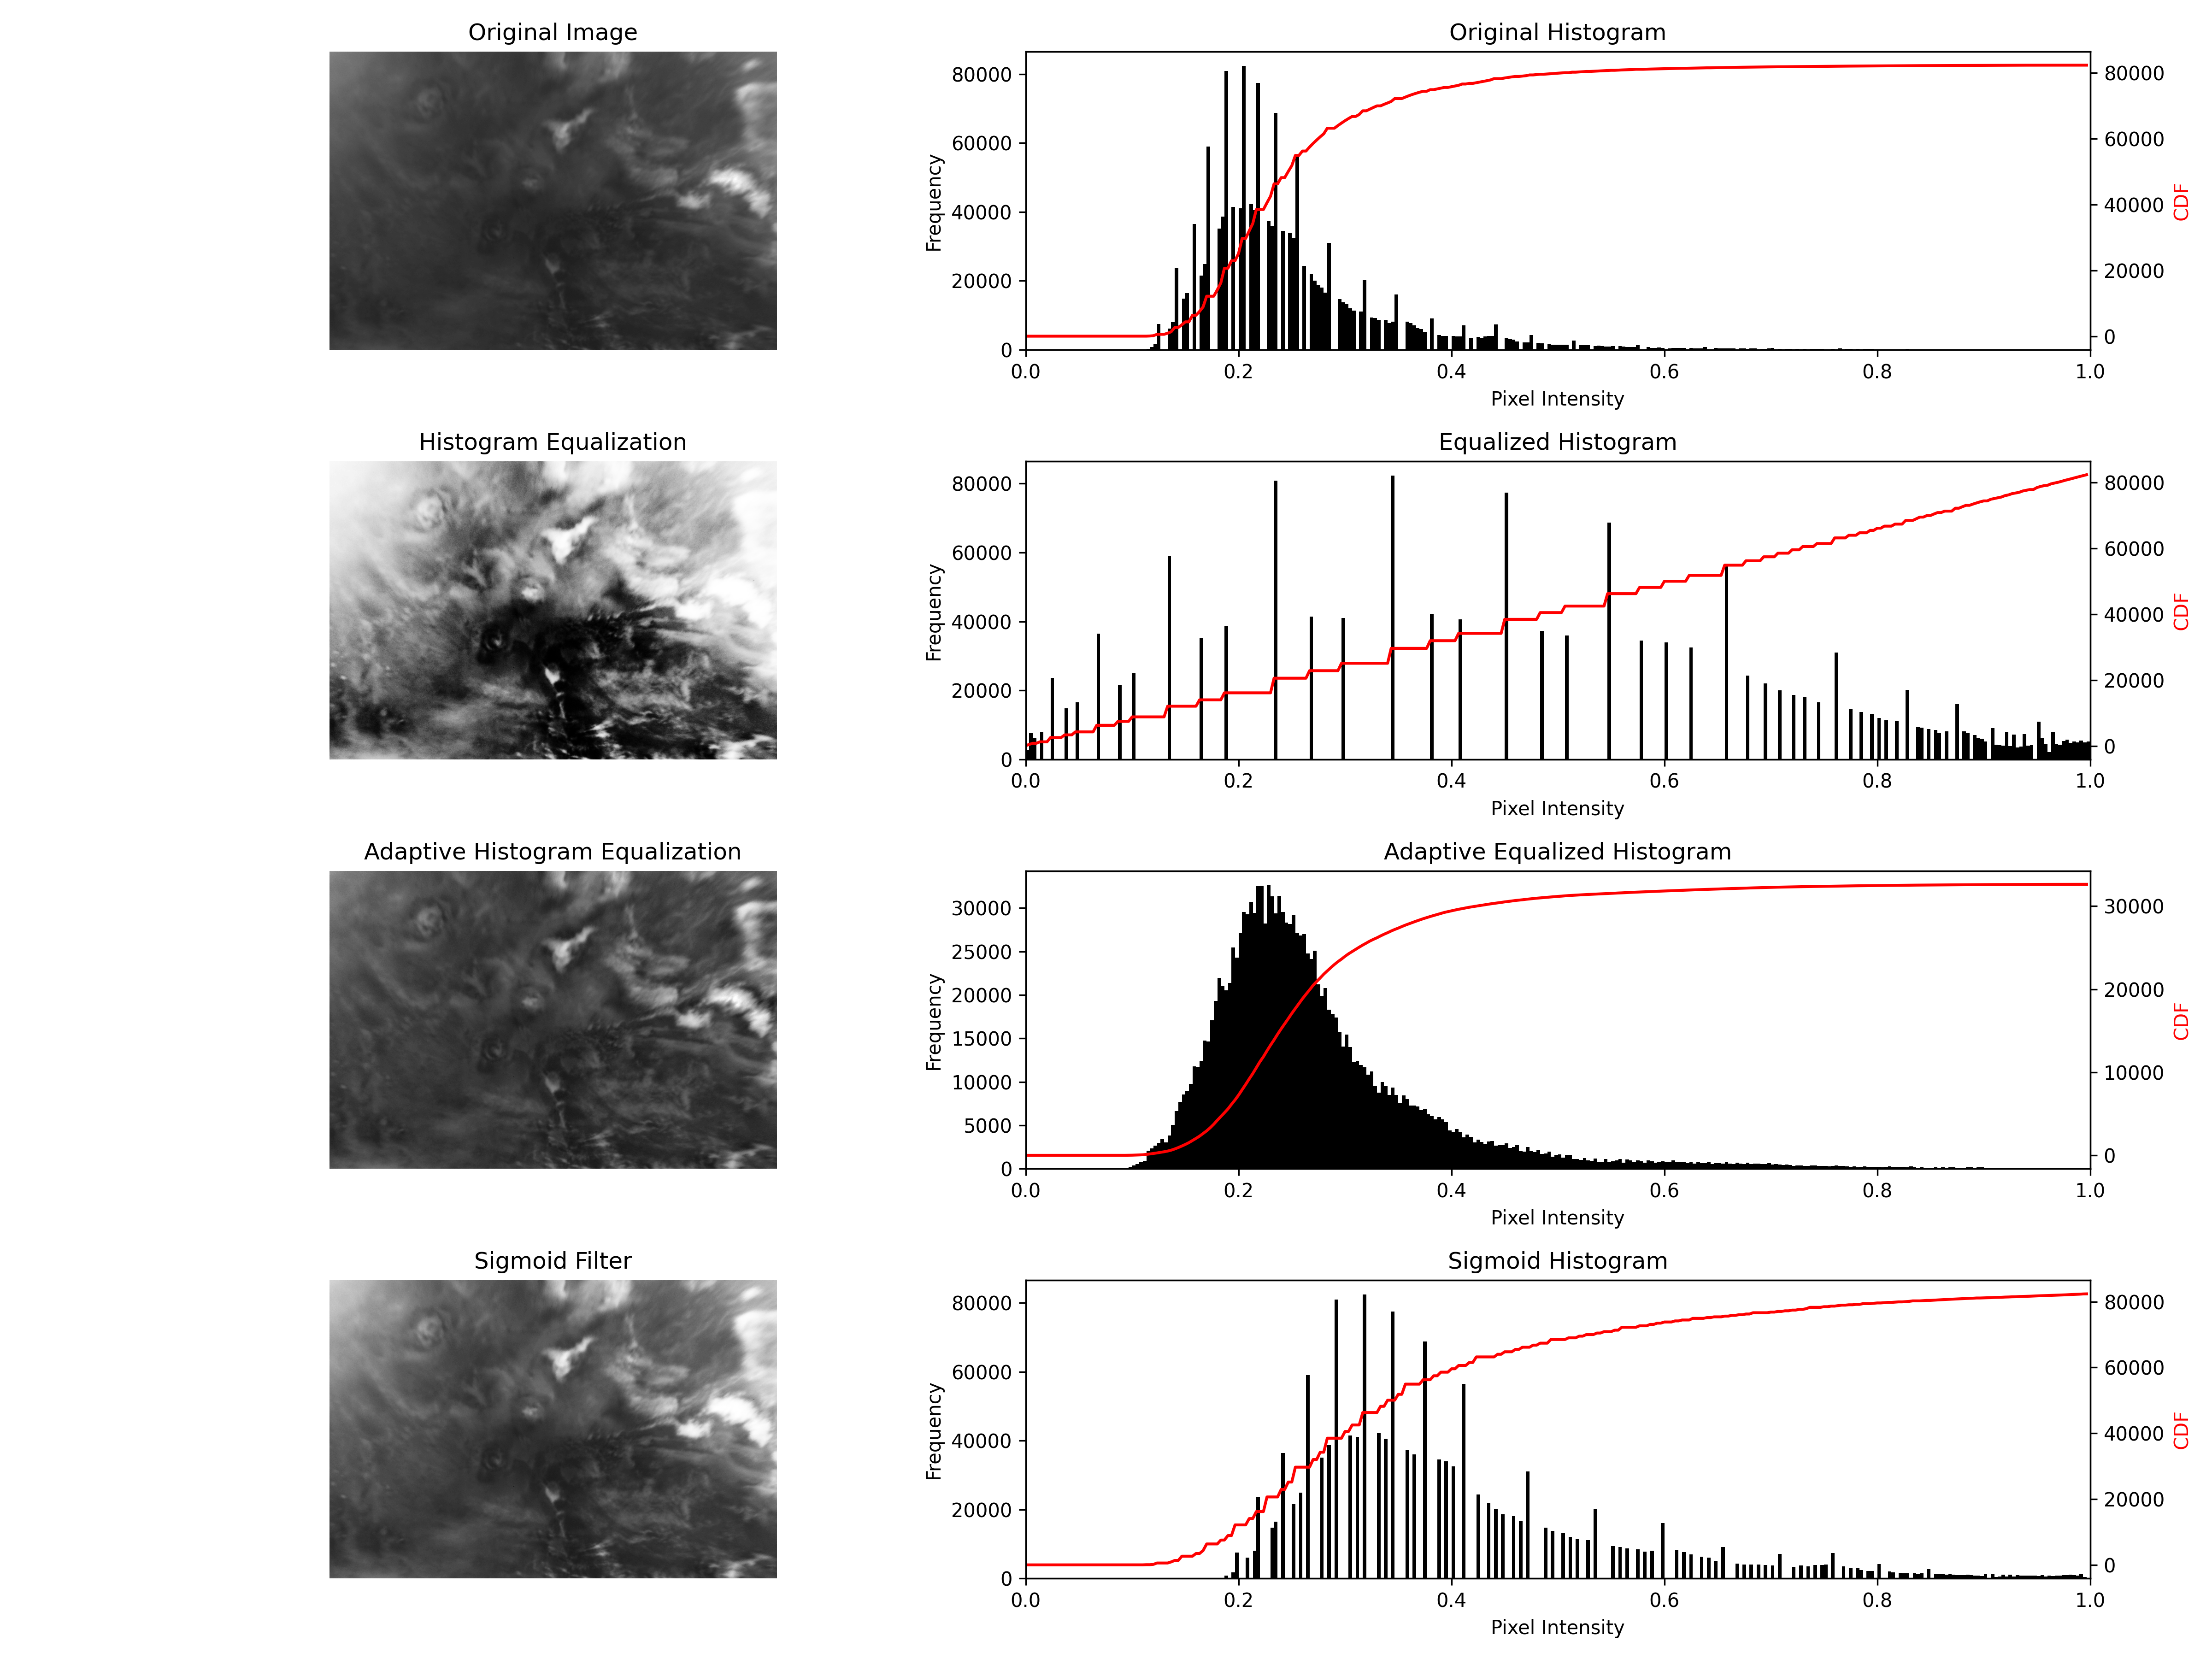 Original Image
Original Histogram
80000
60000
40000
20000
0
Frequency
80000
60000
40000
20000
0
CDF
0.0 0.2 0.4 0.6 0.8 1.0
Pixel Intensity
Histogram Equalization
Equalized Histogram
80000
60000
40000
20000
0
Frequency
80000
60000
40000
20000
0
CDF
0.0 0.2 0.4 0.6 0.8 1.0
Pixel Intensity
Adaptive Histogram Equalization
Adaptive Equalized Histogram
30000
25000
20000
15000
10000
5000
0
Frequency
30000
20000
10000
0
CDF
0.0 0.2 0.4 0.6 0.8 1.0
Pixel Intensity
Sigmoid Filter
Sigmoid Histogram
80000
60000
40000
20000
0
Frequency
80000
60000
40000
20000
0
CDF
0.0 0.2 0.4 0.6 0.8 1.0
Pixel Intensity